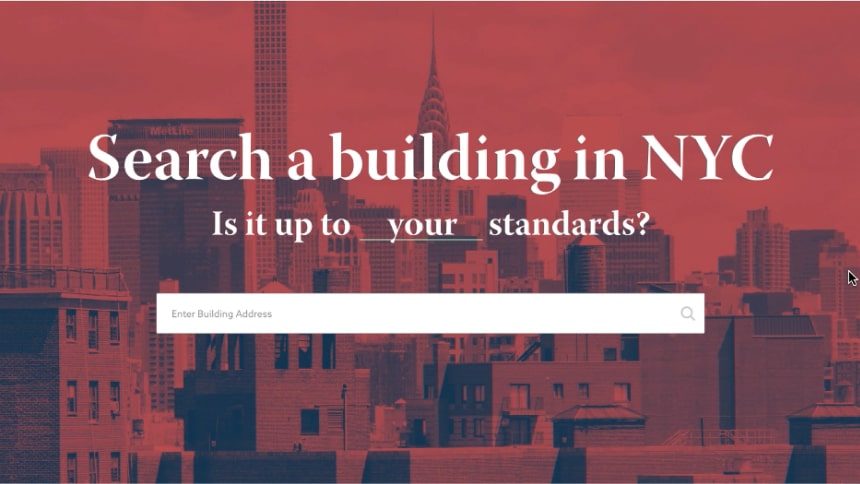 MetLife
Search a building in NYC
Is it up to your standards?
Enter Building Address